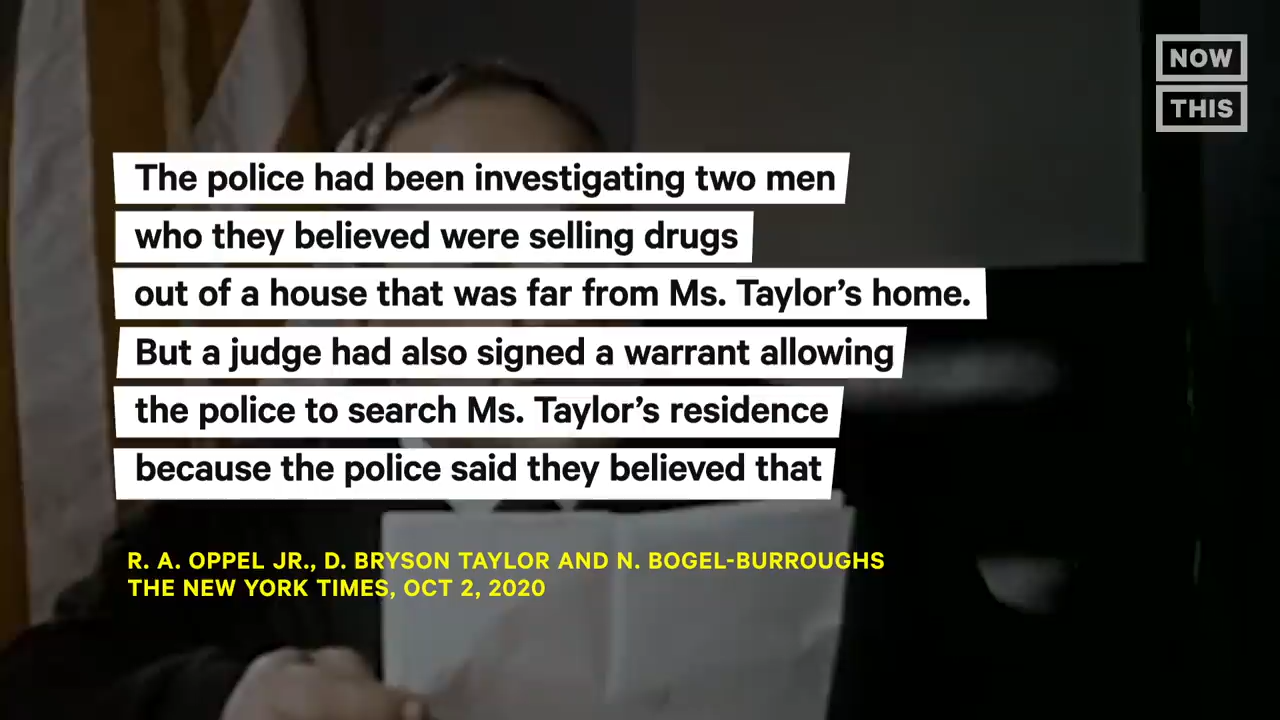 NOW
THIS
The police had been investigating two men
who they believed were selling drugs
out of a house that was far from Ms. Taylor’s home.
But a judge had also signed a warrant allowing
the police to search Ms. Taylor’s residence
because the police said they believed that
R. A. OPPEL JR., D. BRYSON TAYLOR AND N. BOGEL-BURROUGHS
THE NEW YORK TIMES, OCT 2, 2020